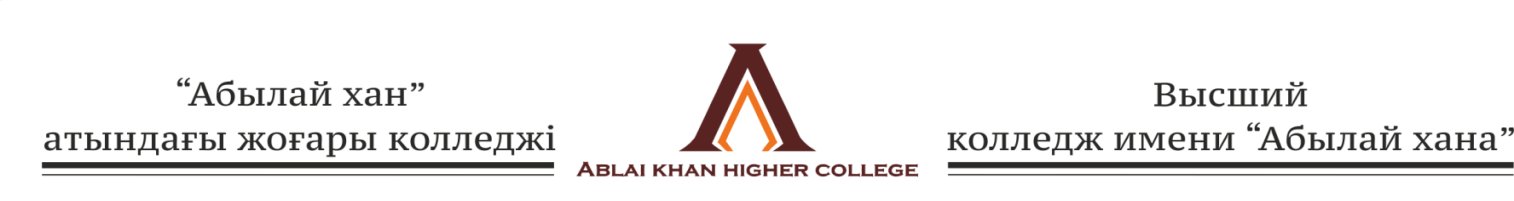 “Абылай хан”
атындағы жоғары колледжі
ABLAI KHAN HIGHER COLLEGE
Высший
колледж имени “Абылай хана”